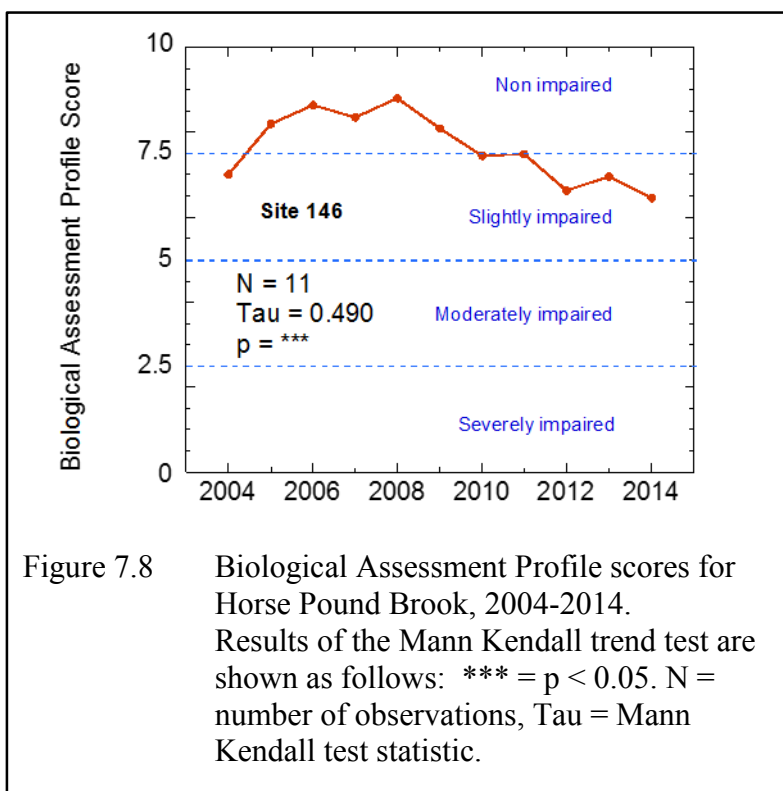 10
7.5
5
2.5
0
Biological Assessment Profile Score
Non impaired
Site 146
Slightly impaired
N = 11
Tau = 0.490
p = ***
Moderately impaired
Severely impaired
2004 2006 2008 2010 2012 2014
Figure 7.8 Biological Assessment Profile scores for
Horse Pound Brook, 2004-2014.
Results of the Mann Kendall trend test are
shown as follows: *** = p < 0.05. N =
number of observations, Tau = Mann
Kendall test statistic.